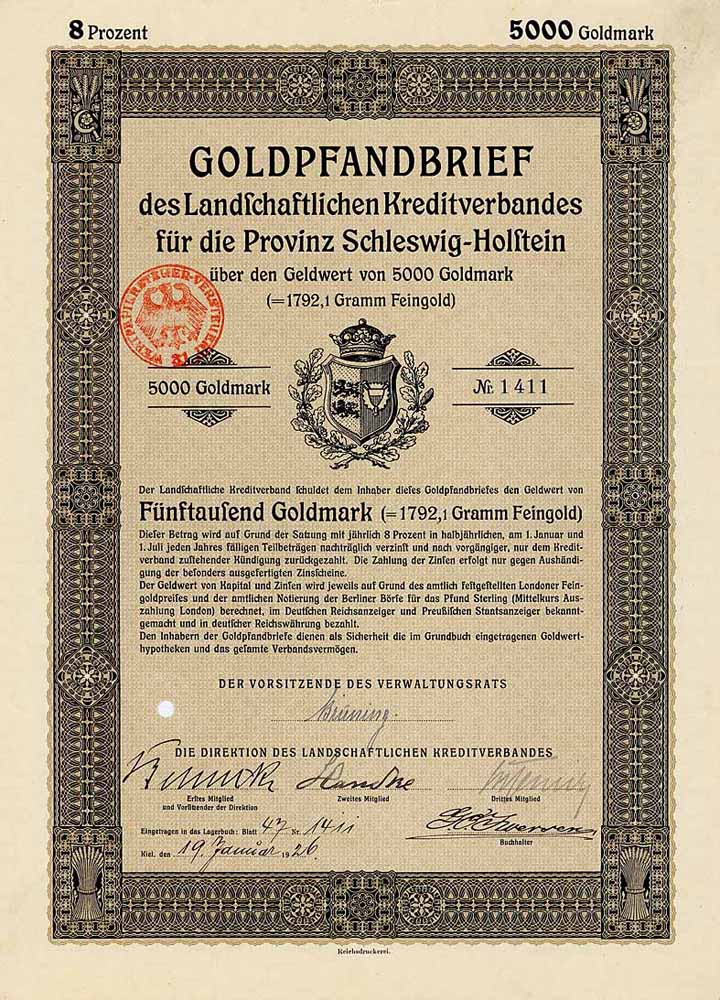 8 Prozent
5000 Goldmark
GOLDPFANDBRIEF
des Landſchaftlichen Kreditverbandes
für die Provinz Schleswig-Holſtein
über den Geldwert von 5000 Goldmark
(=1792,1 Gramm Feingold)
WERTPAPIERSTEUER-VERSTEUERT
31
5000 Goldmark
№ 1411
Der Landſchaftliche Kreditverband ſchuldet dem Inhaber dieſes Goldpfandbriefes den Geldwert von
Fünftauſend Goldmark (=1792,1 Gramm Feingold)
Dieſer Betrag wird auf Grund der Satzung mit jährlich 8 Prozent in halbjährlichen, am 1. Januar und
1. Juli jeden Jahres fälligen Teilbeträgen nachträglich verzinſt und nach vorgängiger, nur dem Kredit-
verband zuſtehender Kündigung zurückgezahlt. Die Zahlung der Zinſen erfolgt nur gegen Aushändi-
gung der beſonders ausgefertigten Zinsſcheine.
Der Geldwert von Kapital und Zinſen wird jeweils auf Grund des amtlich feſtgeſtellten Londoner Fein-
goldpreiſes und der amtlichen Notierung der Berliner Börſe für das Pfund Sterling (Mittelkurs Aus-
zahlung London) berechnet, im Deutſchen Reichsanzeiger und Preußiſchen Staatsanzeiger bekannt-
gemacht und in deutſcher Reichswährung bezahlt.
Den Inhabern der Goldpfandbriefe dienen als Sicherheit die im Grundbuch eingetragenen Goldwert-
hypotheken und das geſamte Verbandsvermögen.
DER VORSITZENDE DES VERWALTUNGSRATS
Brüning.
DIE DIREKTION DES LANDSCHAFTLICHEN KREDITVERBANDES
Erſtes Mitglied
und Vorſitzender der Direktion
Zweites Mitglied
Drittes Mitglied
Iwersen
Buchhalter
Eingetragen in das Lagerbuch: Blatt 47 Nr. 1411
Kiel, den 19. Januar 1926
Reichsdruckerei.